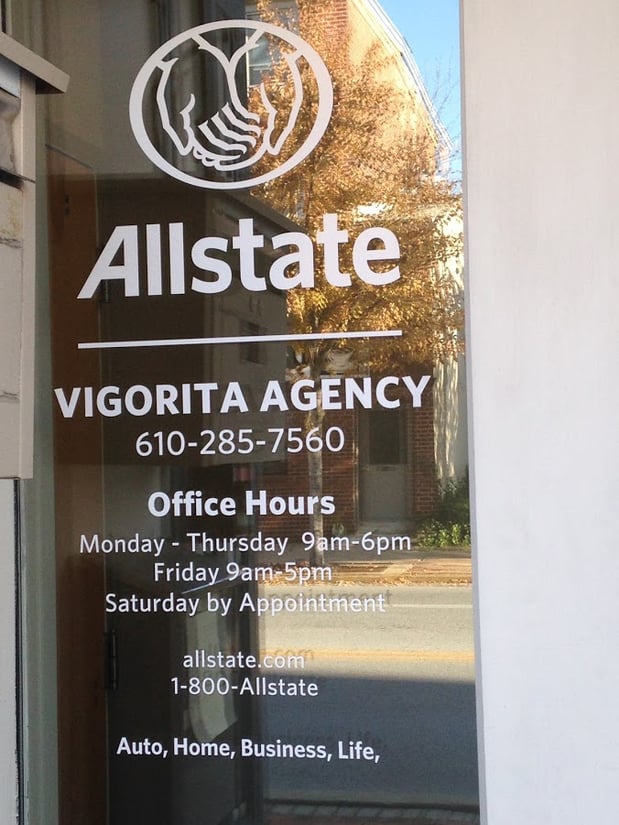 Allstate
VIGORITA AGENCY
610-285-7560
Office Hours
Monday - Thursday 9am-6pm
Friday 9am-5pm
Saturday by Appointment
allstate.com
1-800-Allstate
Auto, Home, Business, Life,